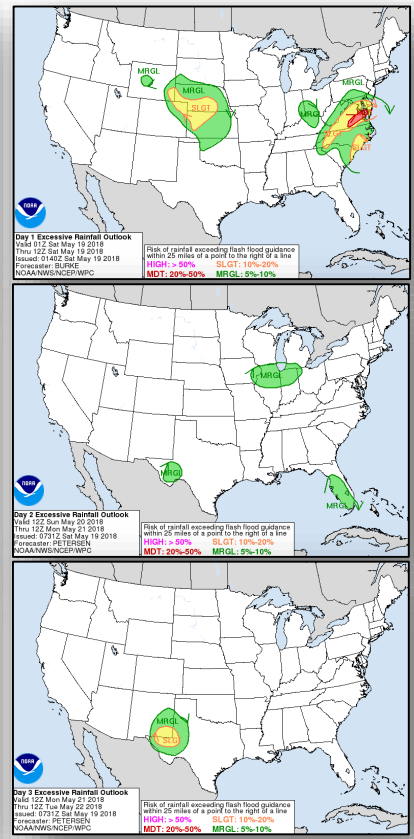 MRGL
MRGL
SLGT
MRGL
MRGL
SLGT
SLGT
NOAA
Day 1 Excessive Rainfall Outlook
Valid 01Z Sat May 19 2018
Thru 12Z Sat May 19 2018
Issued: 0140Z Sat May 19 2018
Forecaster: BURKE
NOAA/NWS/NCEP/WPC
Risk of rainfall exceeding flash flood guidance
within 25 miles of a point to the right of a line
HIGH: > 50% SLGT: 10%-20%
MDT: 20%-50% MRGL: 5%-10%
MRGL
MRGL
MRGL
NOAA
Day 2 Excessive Rainfall Outlook
Valid 12Z Sun May 20 2018
Thru 12Z Mon May 21 2018
Issued: 0731Z Sat May 19 2018
Forecaster: PETERSEN
NOAA/NWS/NCEP/WPC
Risk of rainfall exceeding flash flood guidance
within 25 miles of a point to the right of a line
HIGH: > 50% SLGT: 10%-20%
MDT: 20%-50% MRGL: 5%-10%
MRGL
SLGT
NOAA
Day 3 Excessive Rainfall Outlook
Valid 12Z Mon May 21 2018
Thru 12Z Tue May 22 2018
Issued: 0731Z Sat May 19 2018
Forecaster: PETERSEN
NOAA/NWS/NCEP/WPC
Risk of rainfall exceeding flash flood guidance
within 25 miles of a point to the right of a line
HIGH: > 50% SLGT: 10%-20%
MDT: 20%-50% MRGL: 5%-10%